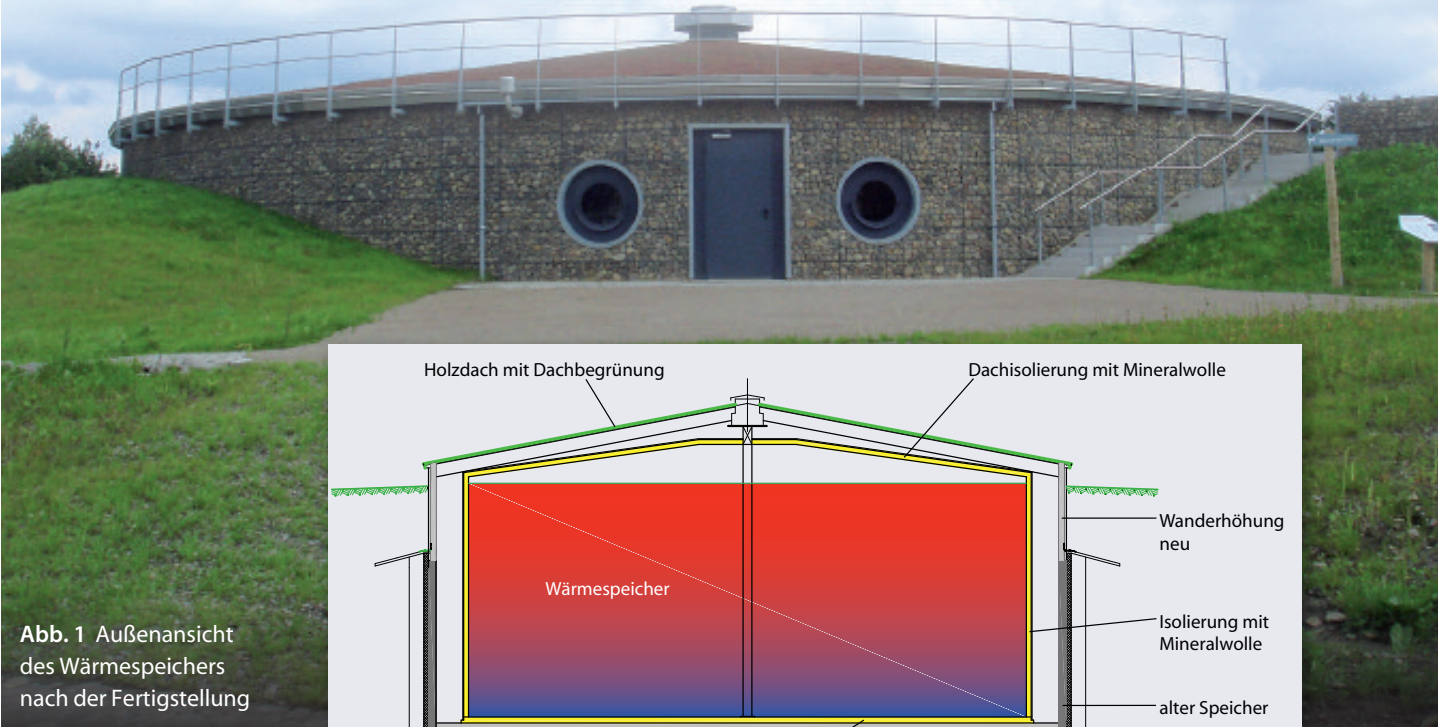 Holzdach mit Dachbegrünung
Dachisolierung mit Mineralwolle
Wanderhöhung
neu
Wärmespeicher
Isolierung mit
Mineralwolle
alter Speicher
Abb. 1 Außenansicht
des Wärmespeichers
nach der Fertigstellung